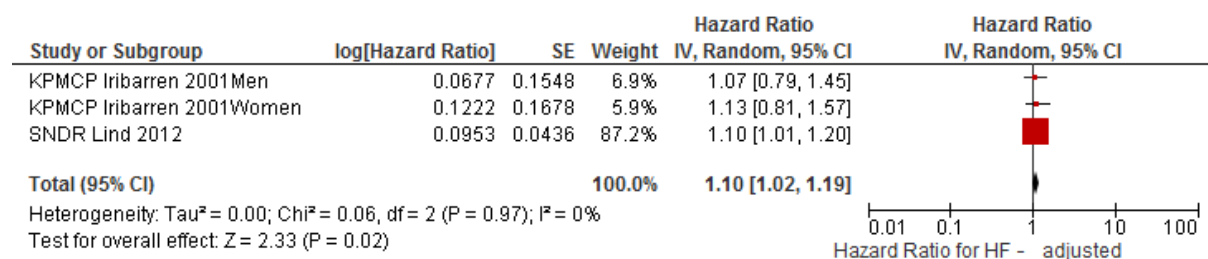 Hazard Ratio Hazard Ratio
Study or Subgroup log[Hazard Ratio] SE Weight IV, Random, 95% CI IV, Random, 95% CI
KPMCP Iribarren 2001Men 0.0677 0.1548 6.9% 1.07 [0.79, 1.45]
KPMCP Iribarren 2001Women 0.1222 0.1678 5.9% 1.13 [0.81, 1.57]
SNDR Lind 2012 0.0953 0.0436 87.2% 1.10 [1.01, 1.20]
Total (95% CI) 100.0% 1.10 [1.02, 1.19]
Heterogeneity: Tau² = 0.00; Chi² = 0.06, df = 2 (P = 0.97); I² = 0%
Test for overall effect: Z = 2.33 (P = 0.02)
0.01 0.1 1 10 100
Hazard Ratio for HF - adjusted